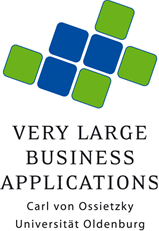 VERY LARGE
BUSINESS
APPLICATIONS
Carl von Ossietzky
Universität Oldenburg